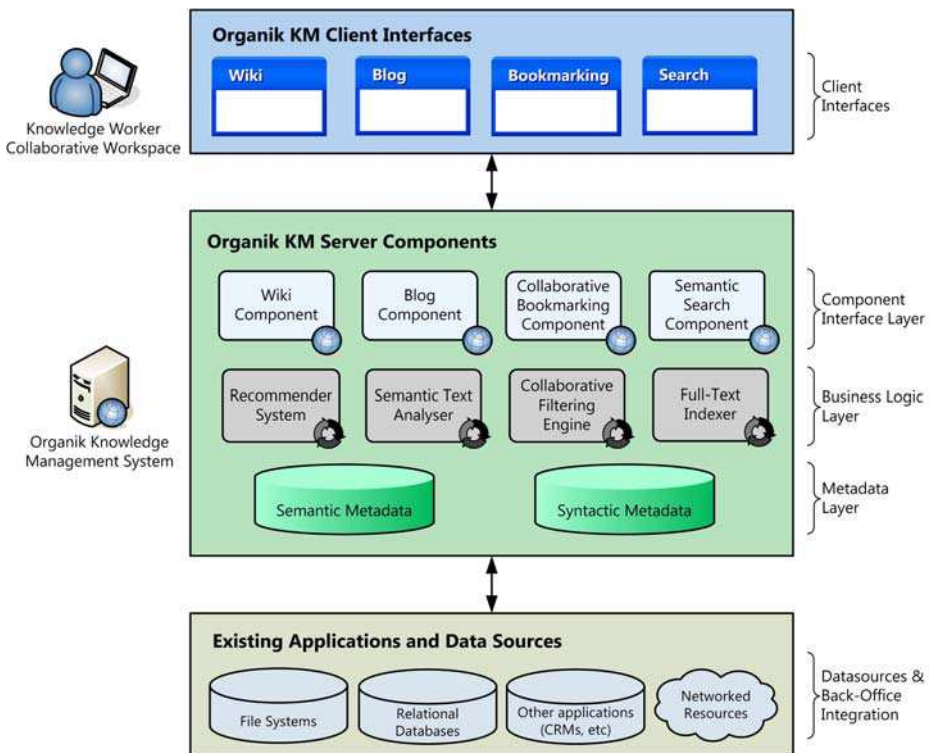 Organik KM Client Interfaces
Wiki
Blog
Bookmarking
Search
Client
Interfaces
Knowledge Worker
Collaborative Workspace
Organik KM Server Components
Wiki
Component
Blog
Component
Collaborative
Bookmarking
Component
Semantic
Search
Component
Component
Interface Layer
Recommender
System
Semantic Text
Analyser
Collaborative
Filtering
Engine
Full-Text
Indexer
Business Logic
Layer
Organik Knowledge
Management System
Semantic Metadata
Syntactic Metadata
Metadata
Layer
Existing Applications and Data Sources
File Systems
Relational
Databases
Other applications
(CRMs, etc)
Networked
Resources
Datasources &
Back-Office
Integration